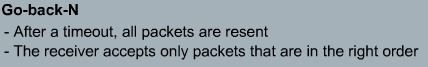 Go-back-N
- After a timeout, all packets are resent
- The receiver accepts only packets that are in the right order